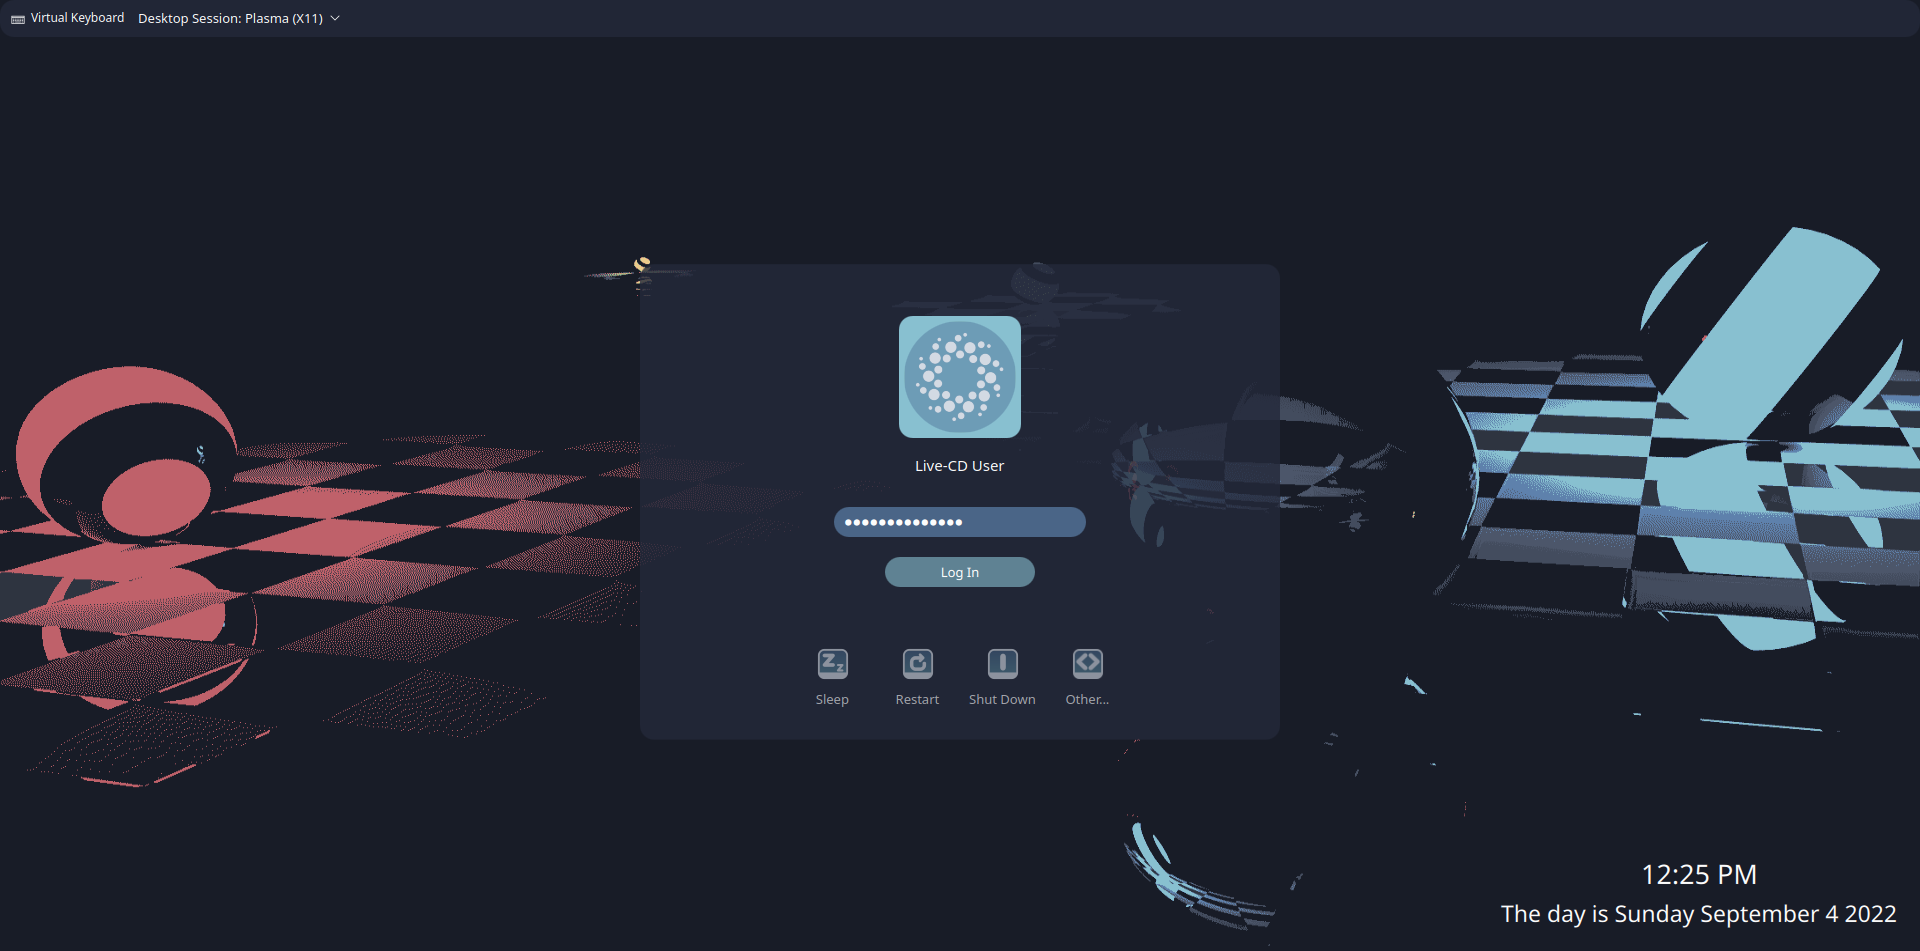 Virtual Keyboard Desktop Session: Plasma (X11)
Live-CD User
Log In
Sleep Restart Shut Down Other...
12:25 PM
The day is Sunday September 4 2022